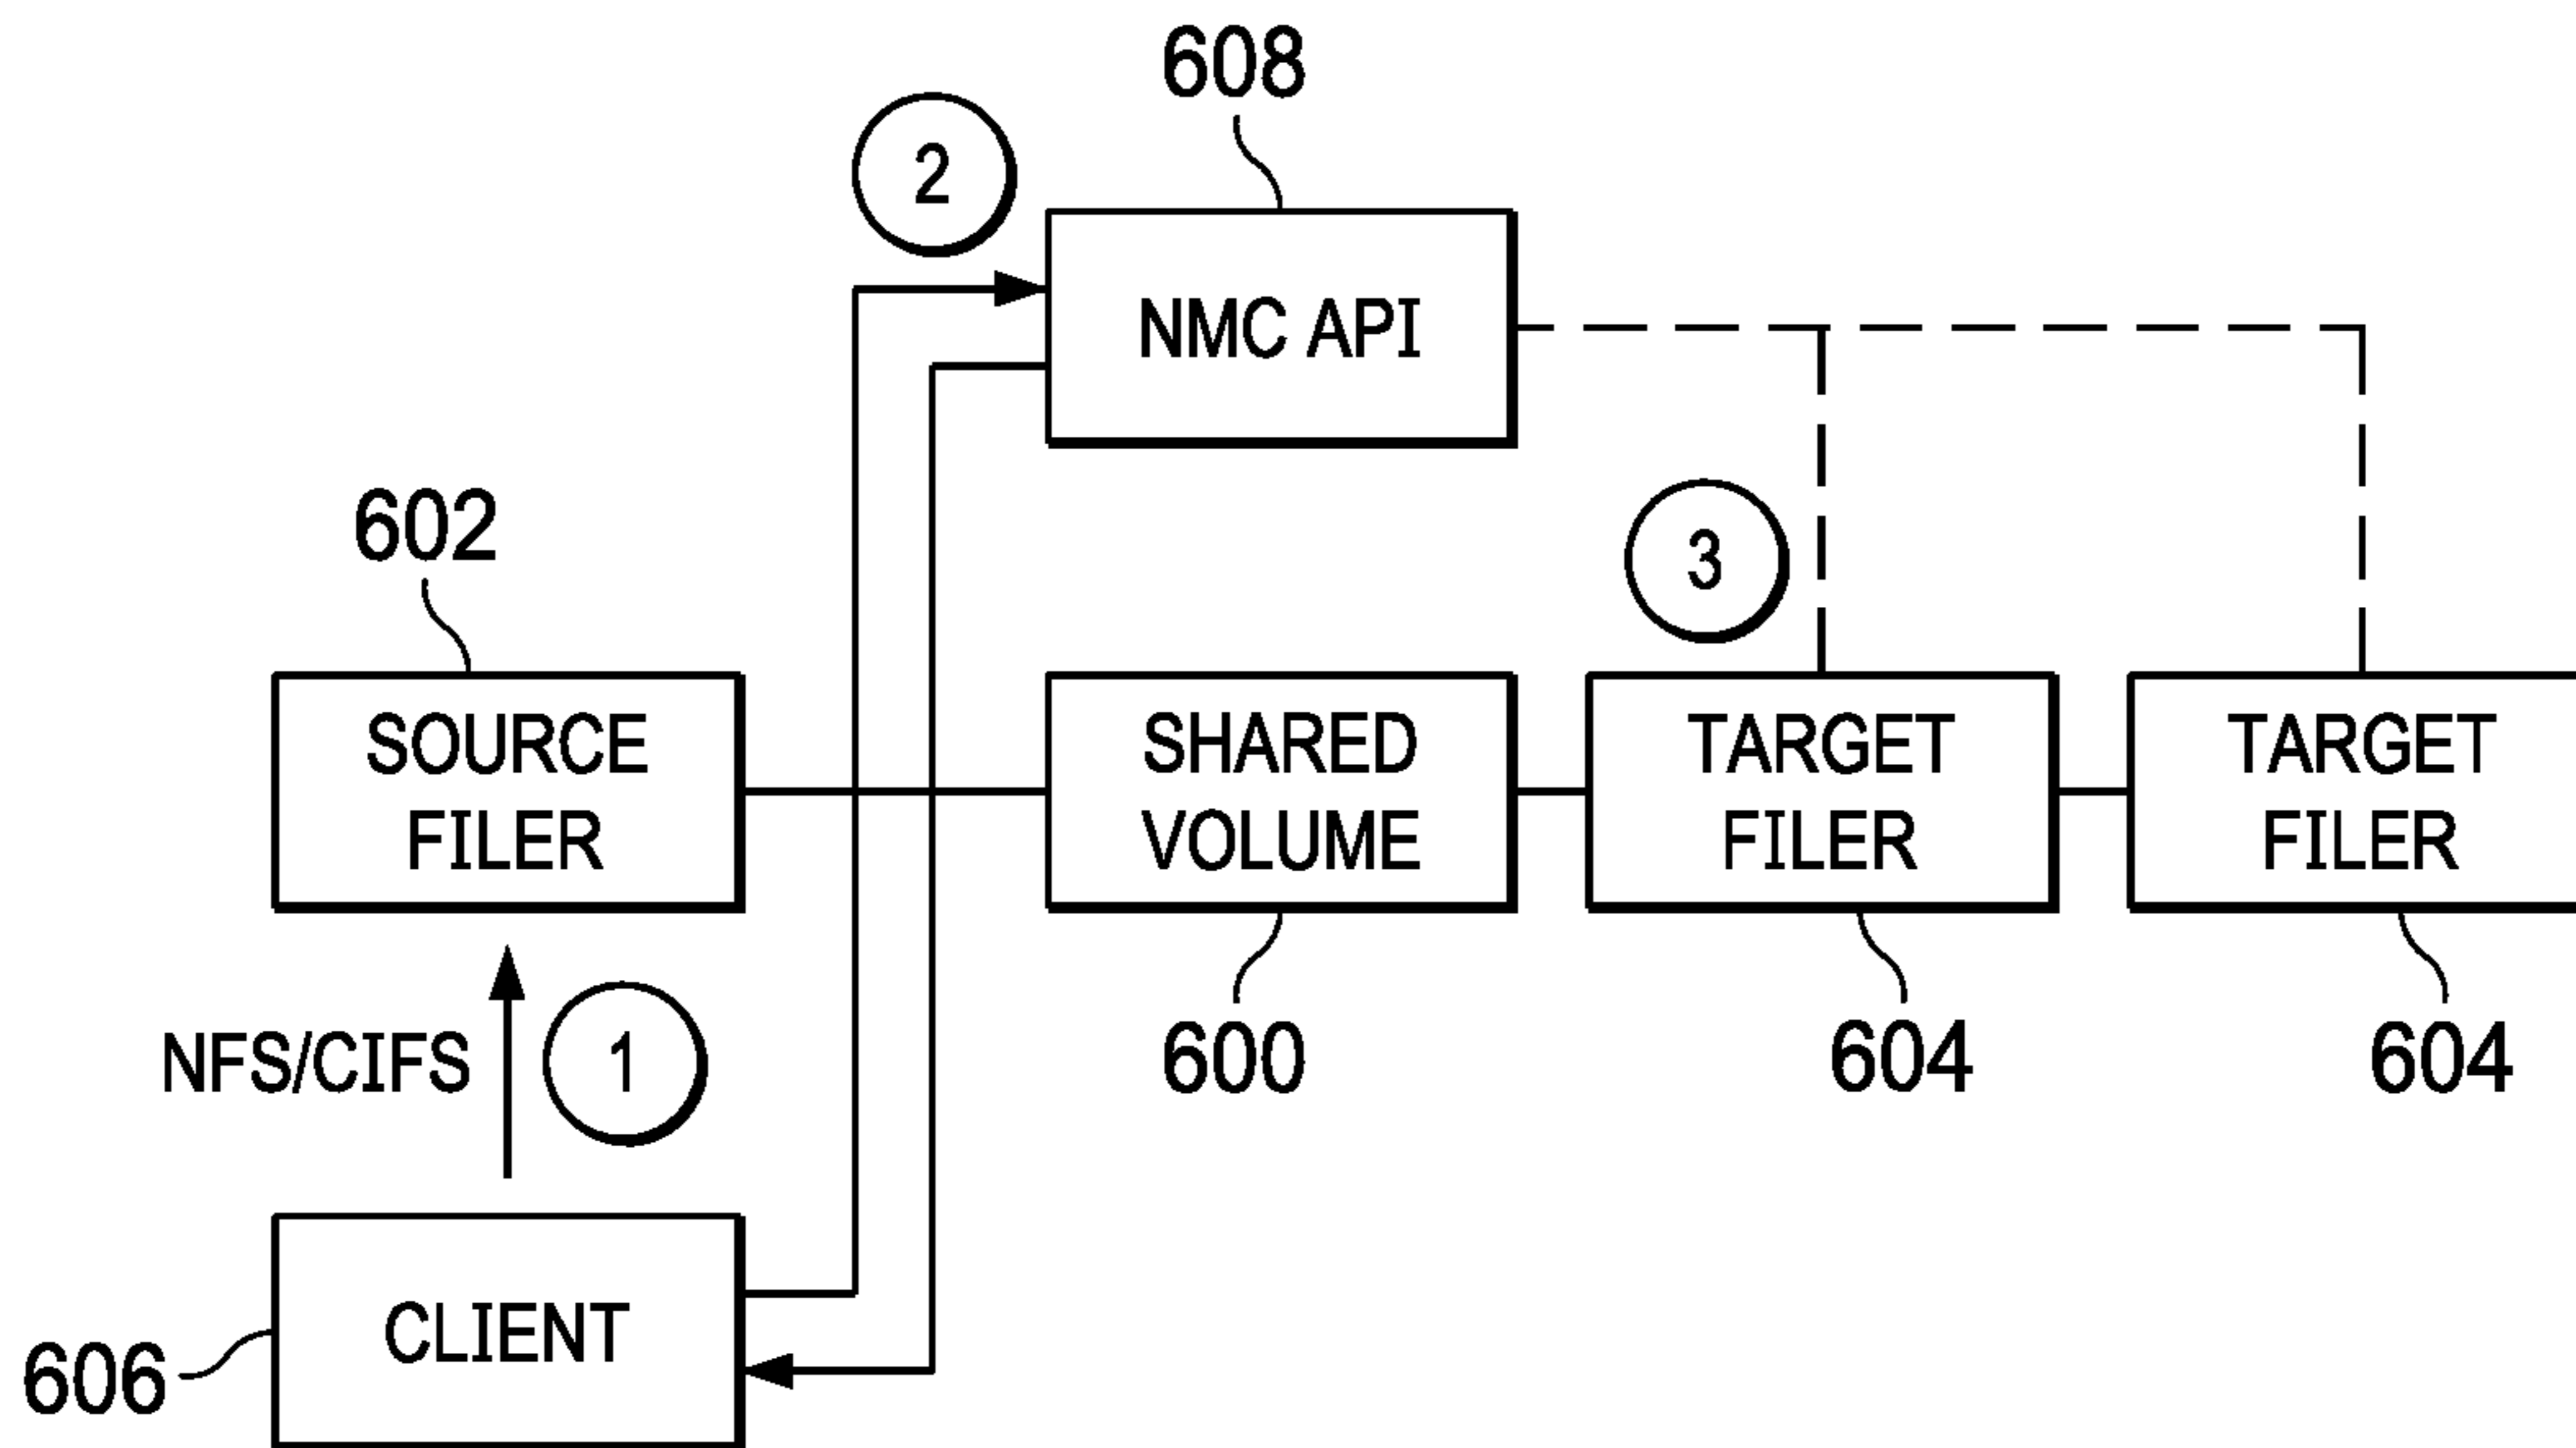 608
2
NMC API
602
3
SOURCE
FILER
SHARED
VOLUME
TARGET
FILER
TARGET
FILER
NFS/CIFS
1
600
604
604
CLIENT
606